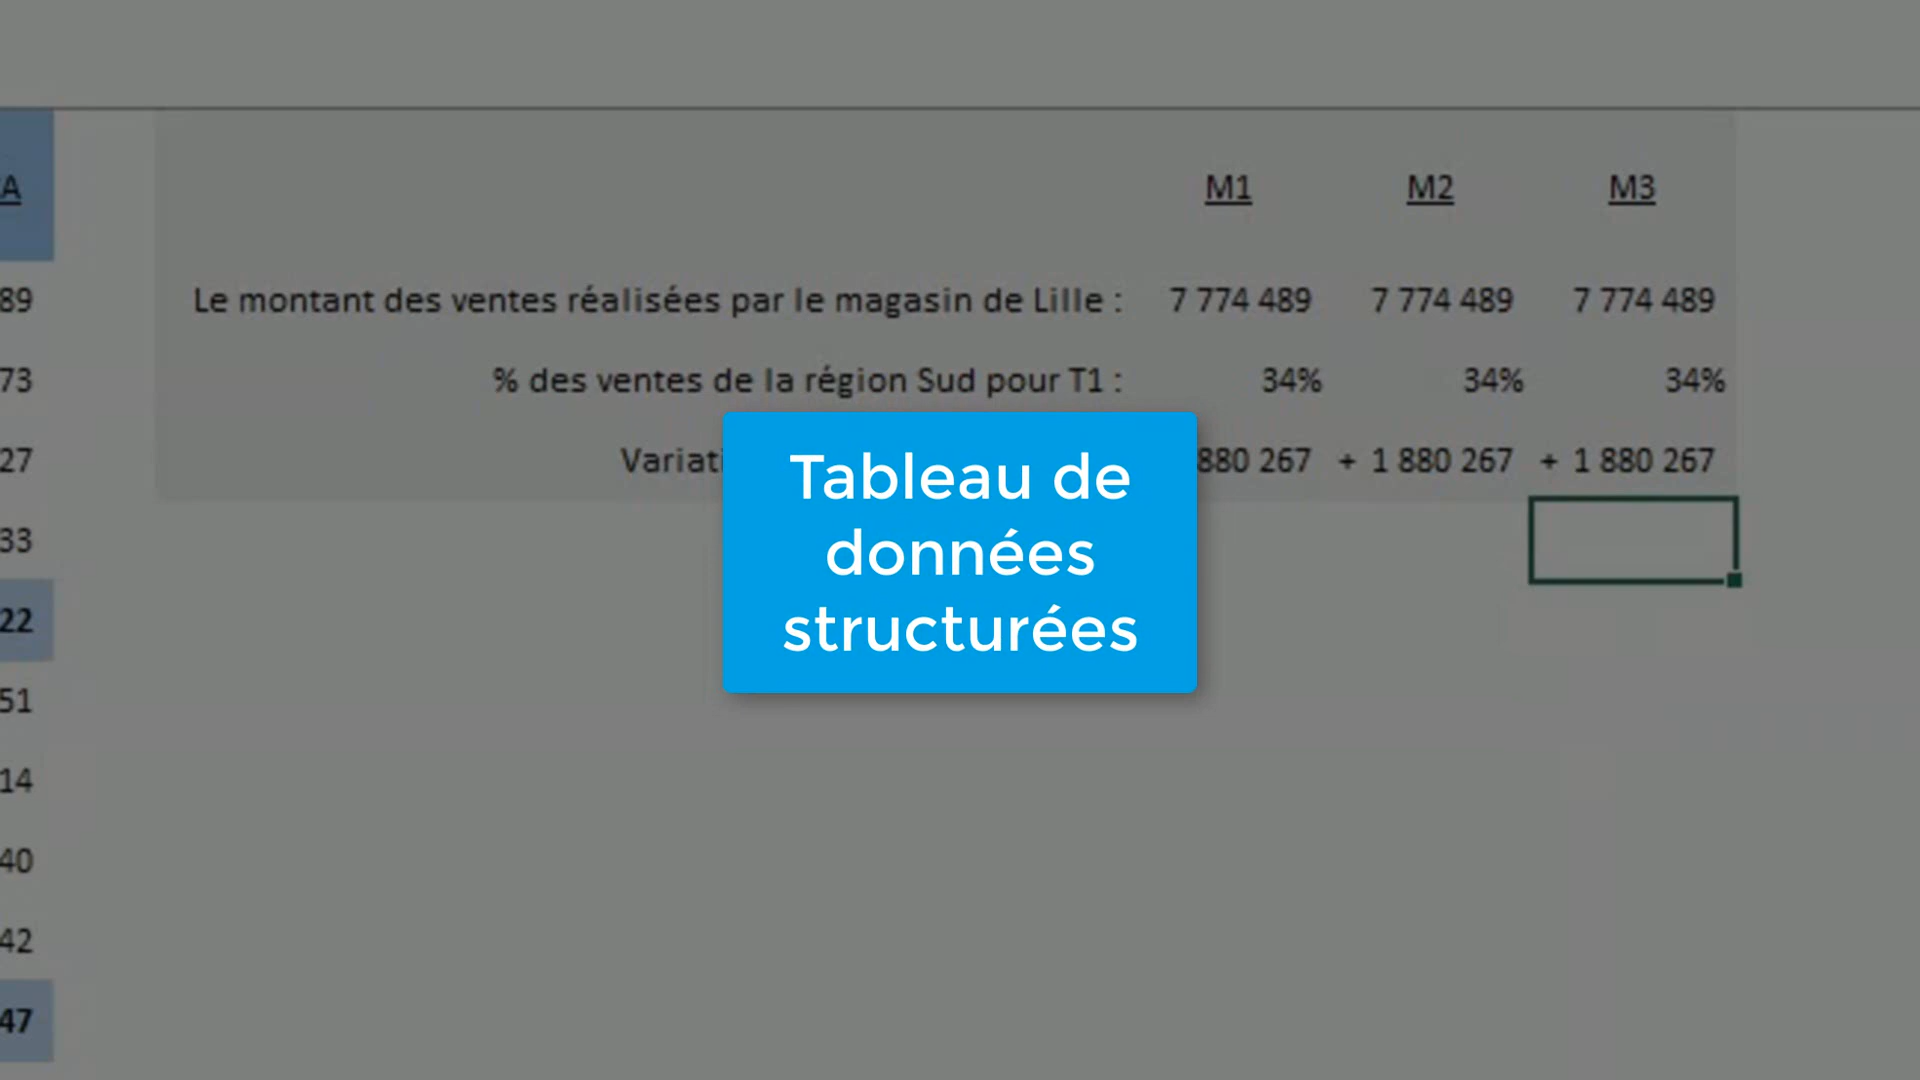 A
M1 M2 M3
89
Le montant des ventes réalisées par le magasin de Lille : 7 774 489 7 774 489 7 774 489
73
% des ventes de la région Sud pour T1 : 34% 34% 34%
27
Variati 880 267 + 1 880 267 + 1 880 267
Tableau de
données
structurées
33
22
51
14
40
42
47